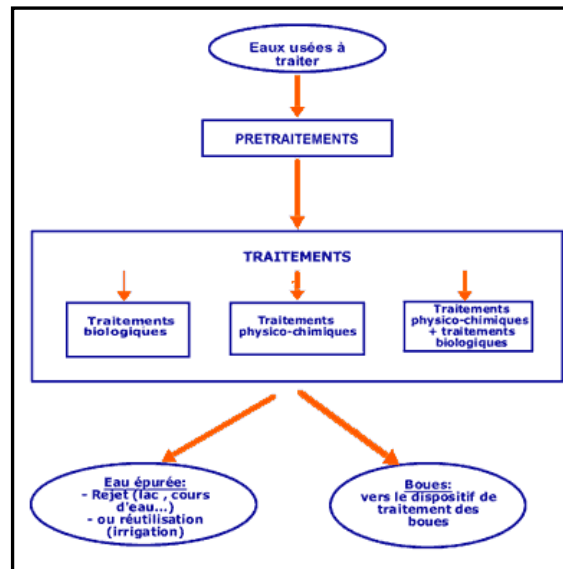 Eaux usées à
traiter
PRETRAITEMENTS
TRAITEMENTS
Traitements
biologiques
Traitements
physico-chimiques
Traitements
physico-chimiques
+ traitements
biologiques
Eau épurée:
- Rejet (lac , cours
d'eau...)
- ou réutilisation
(irrigation)
Boues:
vers le dispositif de
traitement des
boues